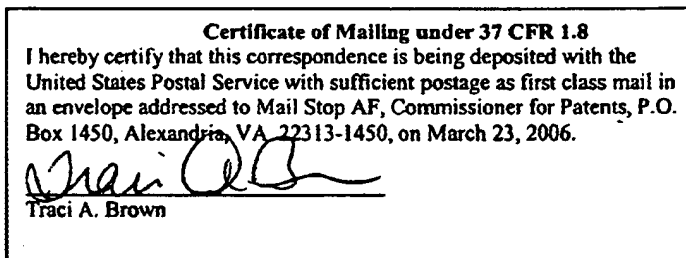 Certificate of Mailing under 37 CFR 1.8
I hereby certify that this correspondence is being deposited with the
United States Postal Service with sufficient postage as first class mail in
an envelope addressed to Mail Stop AF, Commissioner for Patents, P.O.
Box 1450, Alexandria, VA 22313-1450, on March 23, 2006.
Traci A. B
Traci A. Brown